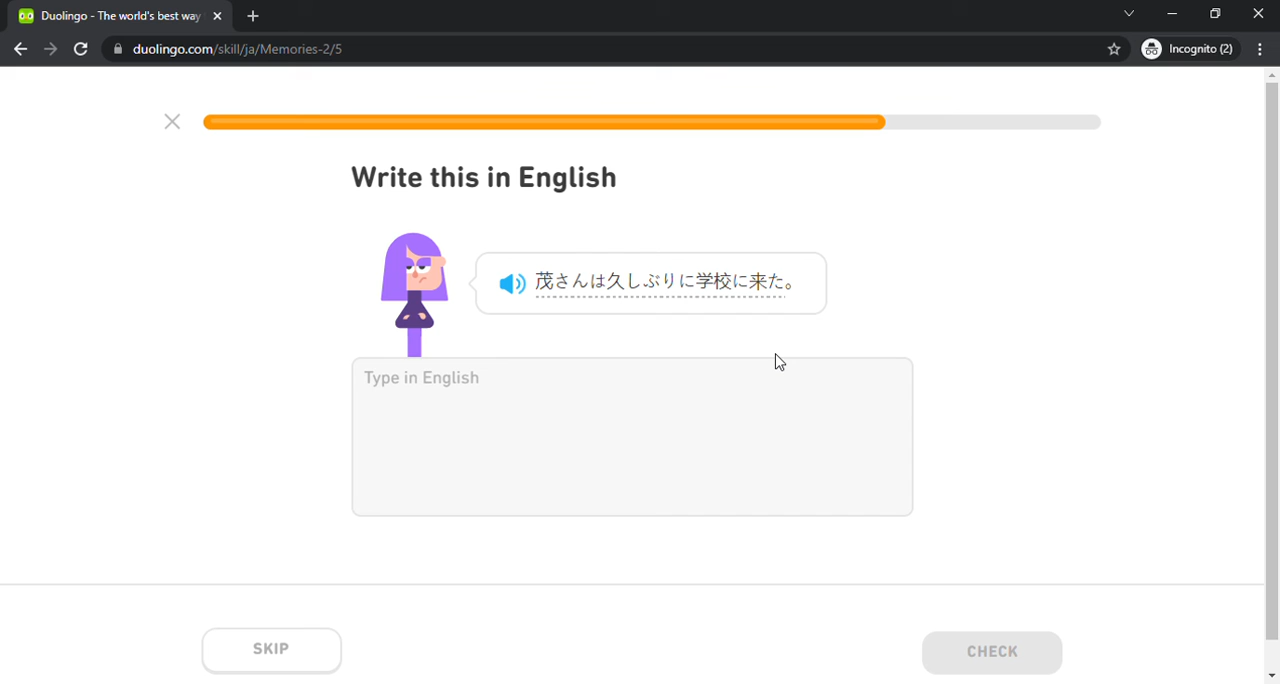 Duolingo - The world's best way
duolingo.com/skill/ja/Memories-2/5
Incognito (2)
Write this in English
茂さんは久しぶりに学校に来た。
Type in English
SKIP
CHECK